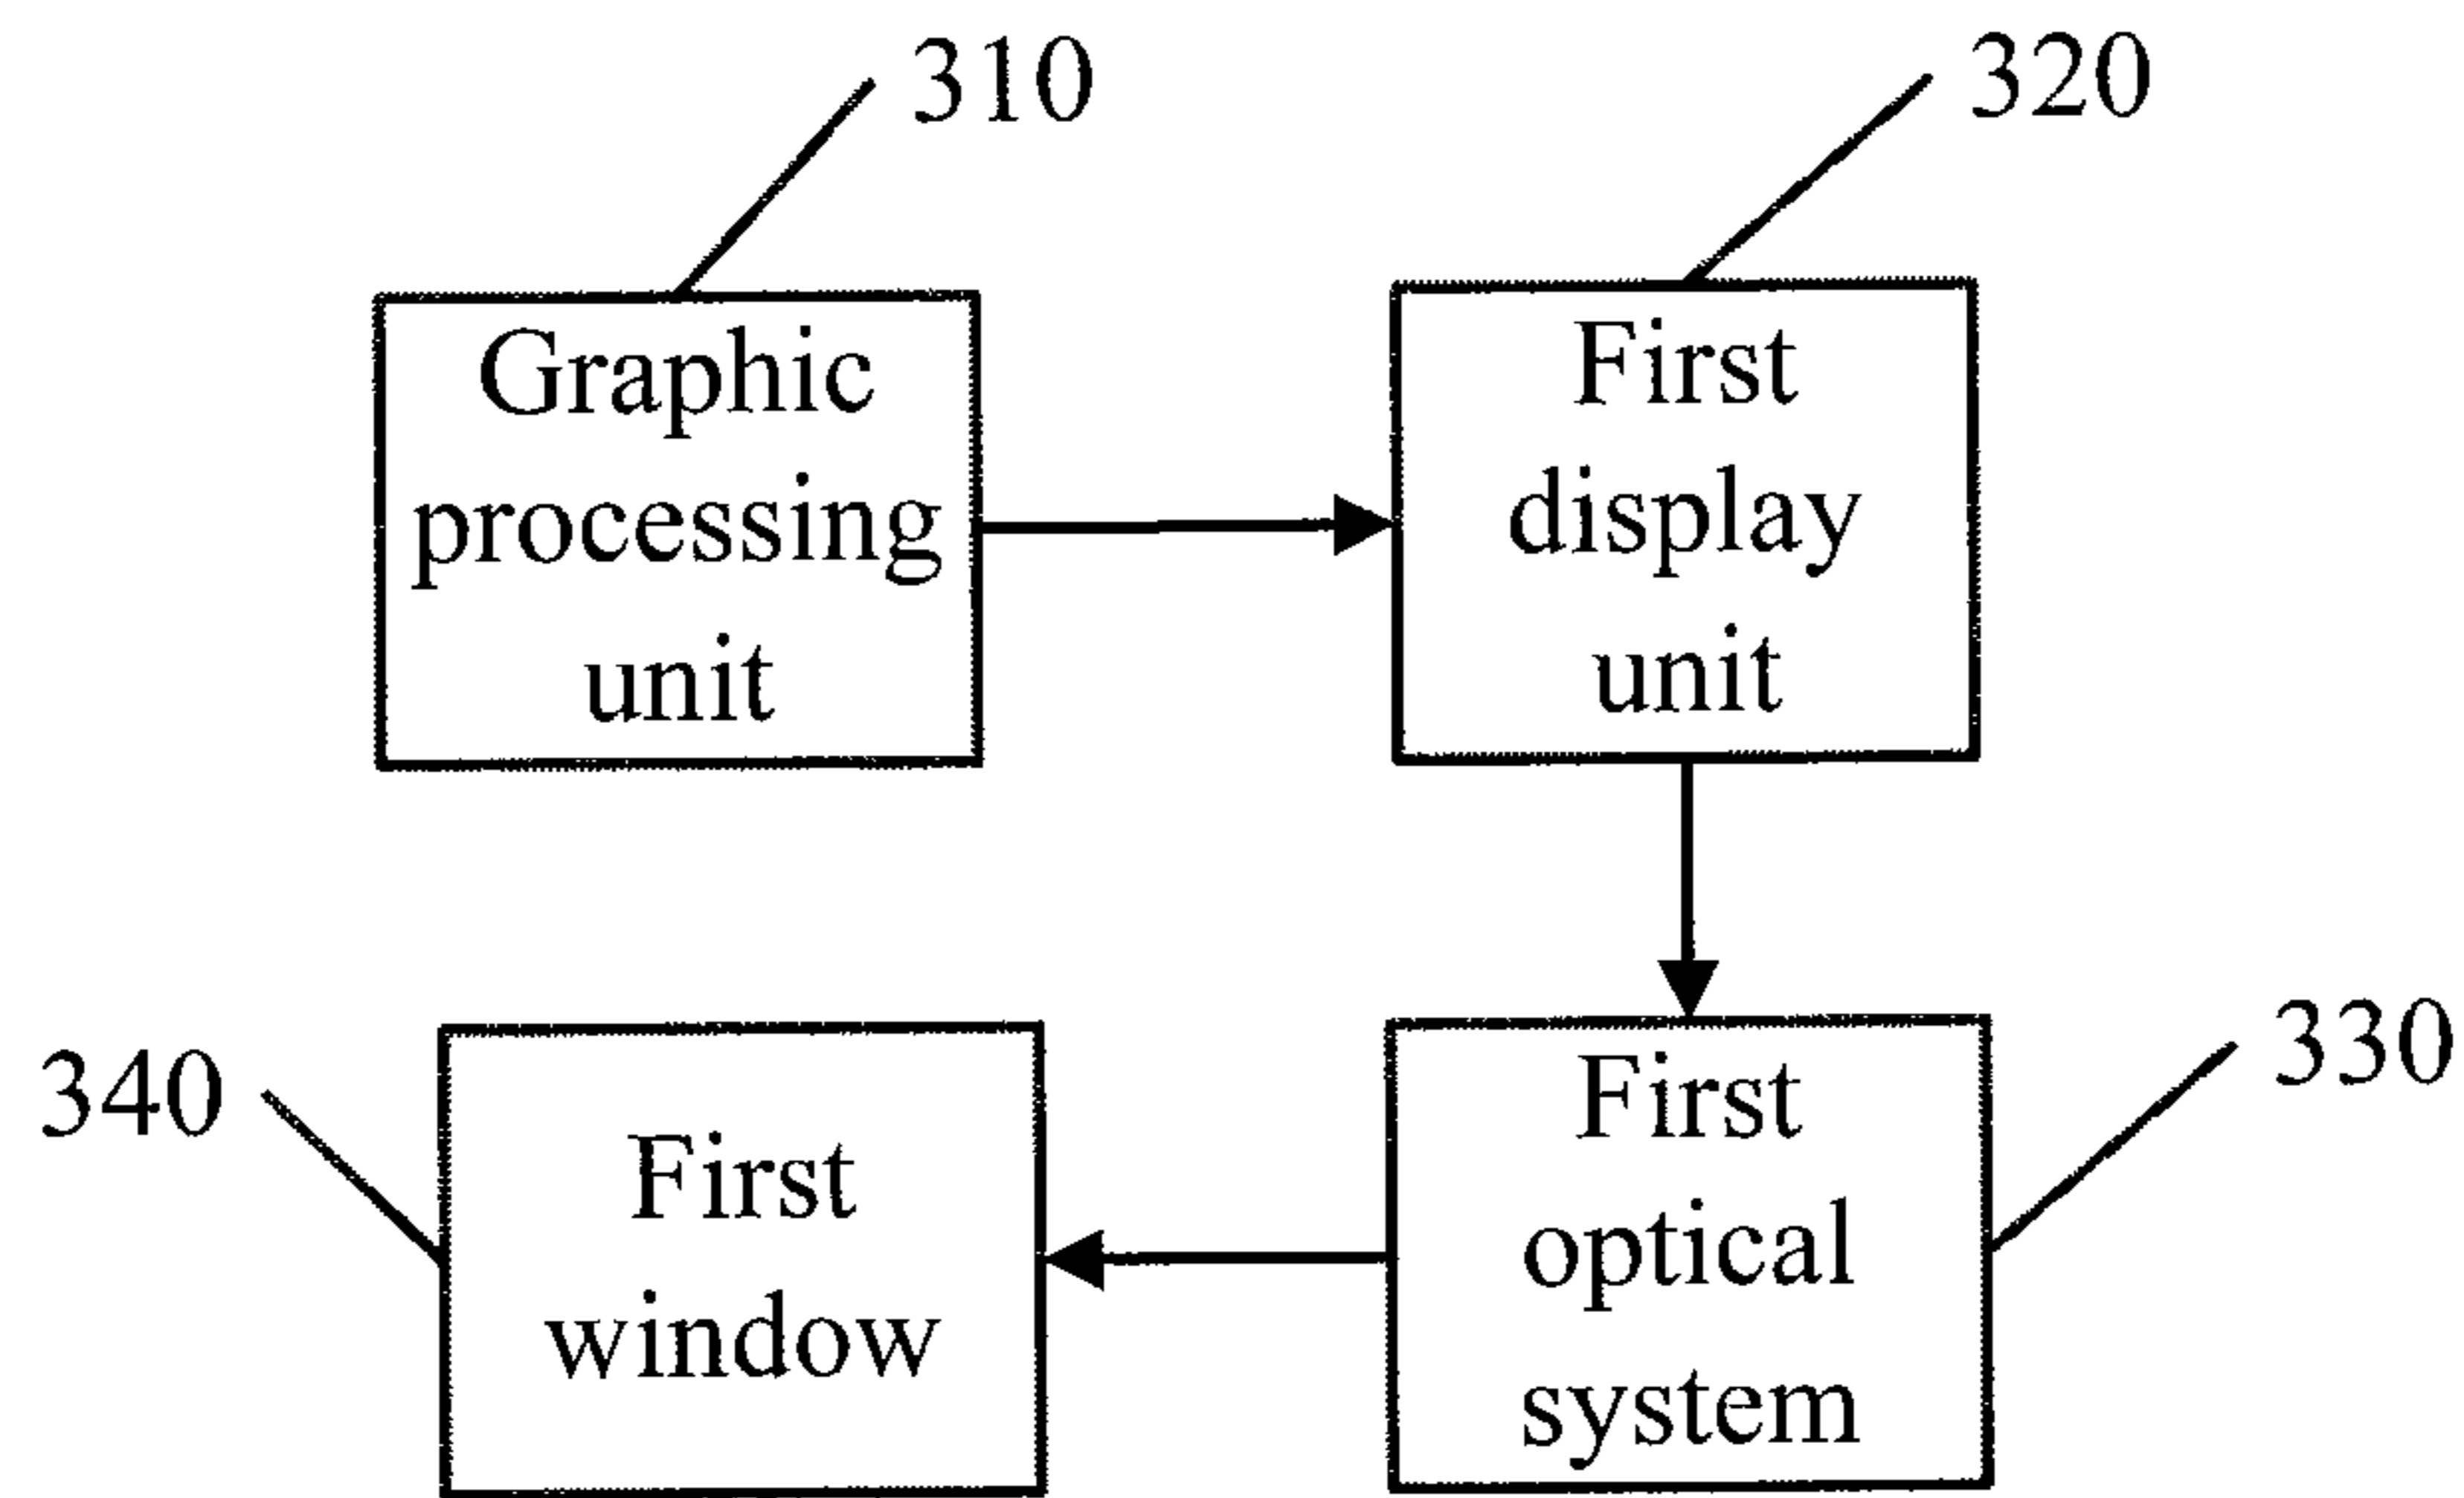 310
320
Graphic
processing
unit
First
display
unit
340
First
window
First
optical
system
330